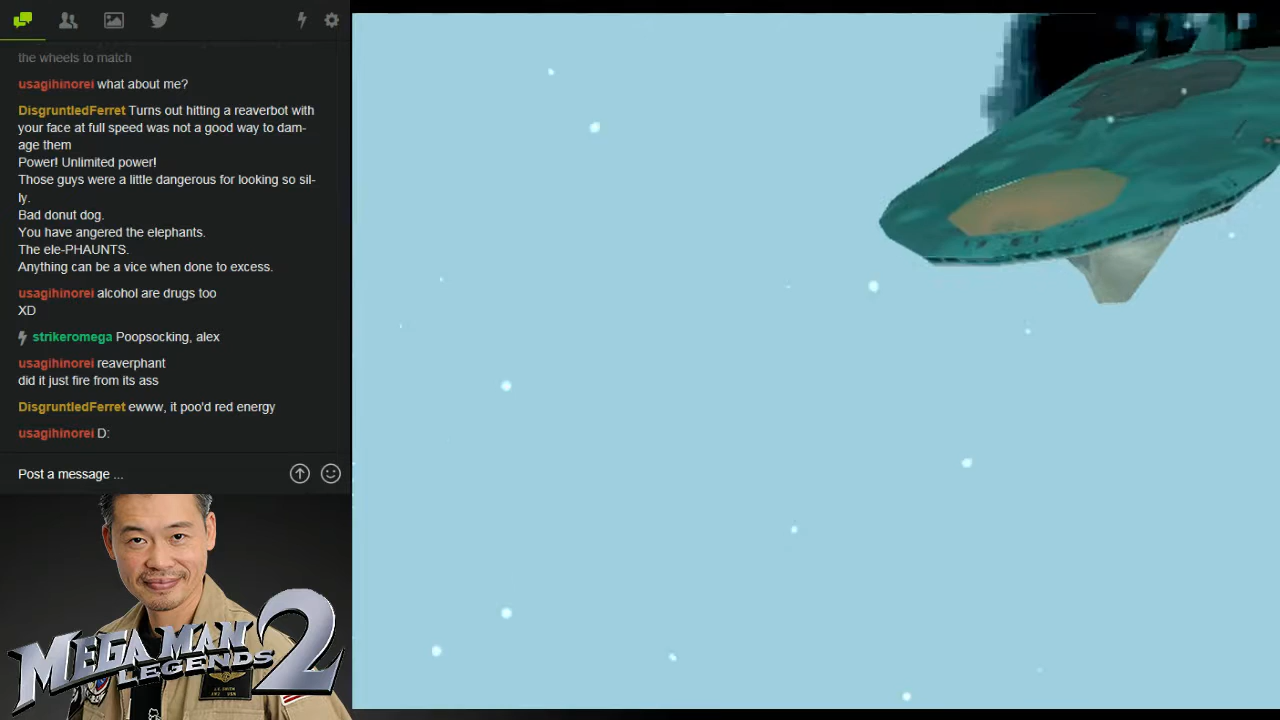 the wheels to match
usagihinorei what about me?
DisgruntledFerret Turns out hitting a reaverbot with
your face at full speed was not a good way to dam-
age them
Power! Unlimited power!
Those guys were a little dangerous for looking so sil-
ly.
Bad donut dog.
You have angered the elephants.
The ele-PHAUNTS.
Anything can be a vice when done to excess.
usagihinorei alcohol are drugs too
XD
strikeromega Poopsocking, alex
usagihinorei reaverphant
did it just fire from its ass
DisgruntledFerret ewww, it poo'd red energy
usagihinorei D:
Post a message ...
MEGA MAN
LEGENDS 2